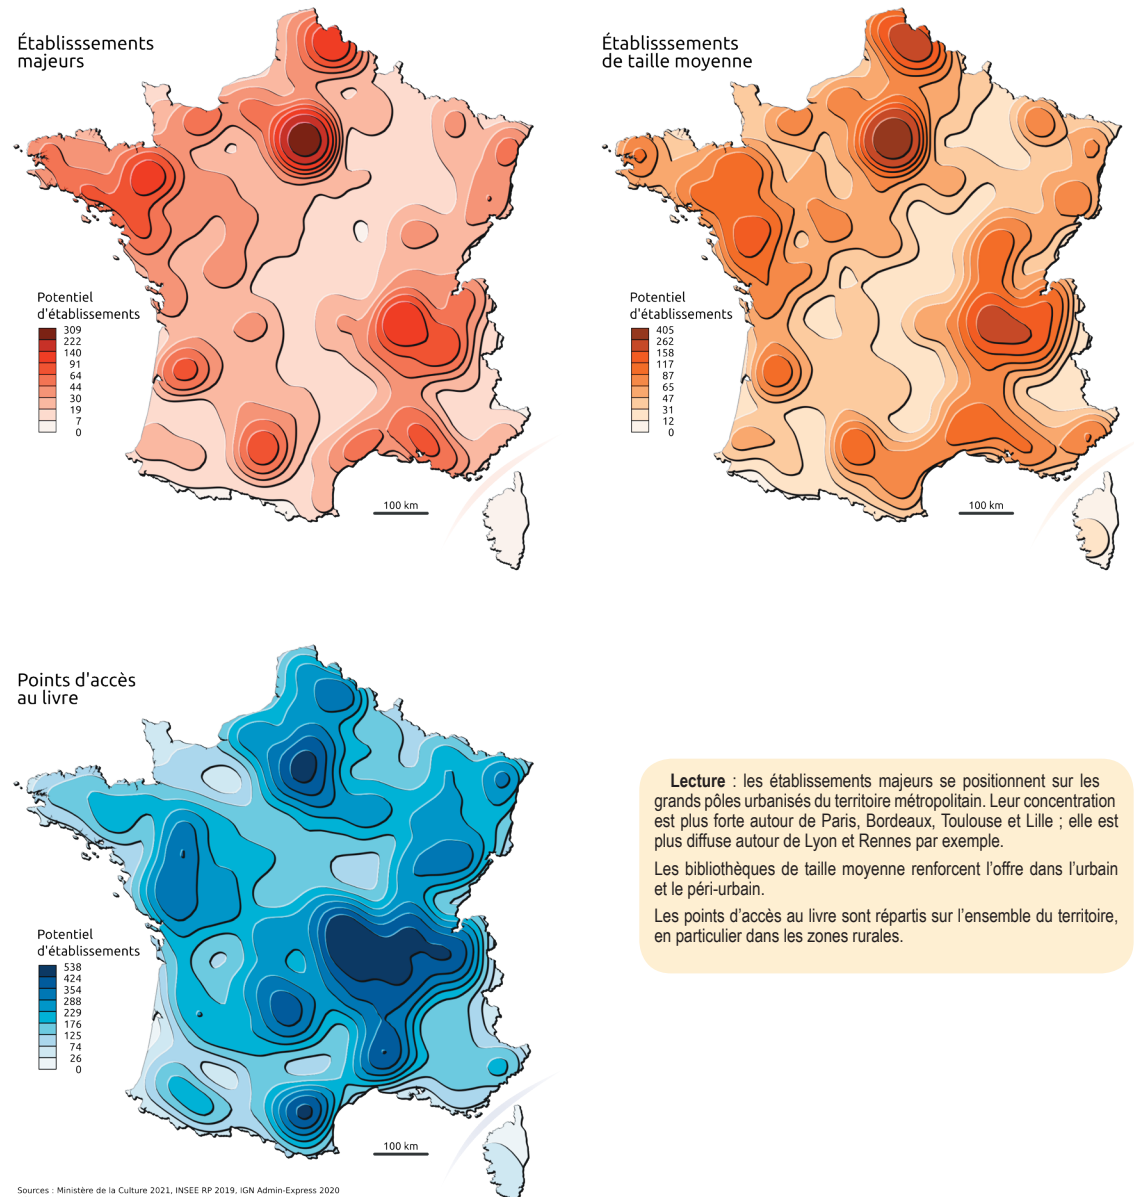 Établisssements
majeurs
Potentiel
d'établissements
309
222
140
91
64
44
30
19
7
0
100 km
Établisssements
de taille moyenne
Potentiel
d'établissements
405
262
158
117
87
65
47
31
12
0
100 km
Points d'accès
au livre
Potentiel
d'établissements
538
424
354
288
229
176
125
74
26
0
100 km
Lecture : les établissements majeurs se positionnent sur les
grands pôles urbanisés du territoire métropolitain. Leur concentration
est plus forte autour de Paris, Bordeaux, Toulouse et Lille ; elle est
plus diffuse autour de Lyon et Rennes par exemple.
Les bibliothèques de taille moyenne renforcent l’offre dans l’urbain
et le péri-urbain.
Les points d’accès au livre sont répartis sur l’ensemble du territoire,
en particulier dans les zones rurales.
Sources : Ministère de la Culture 2021, INSEE RP 2019, IGN Admin-Express 2020